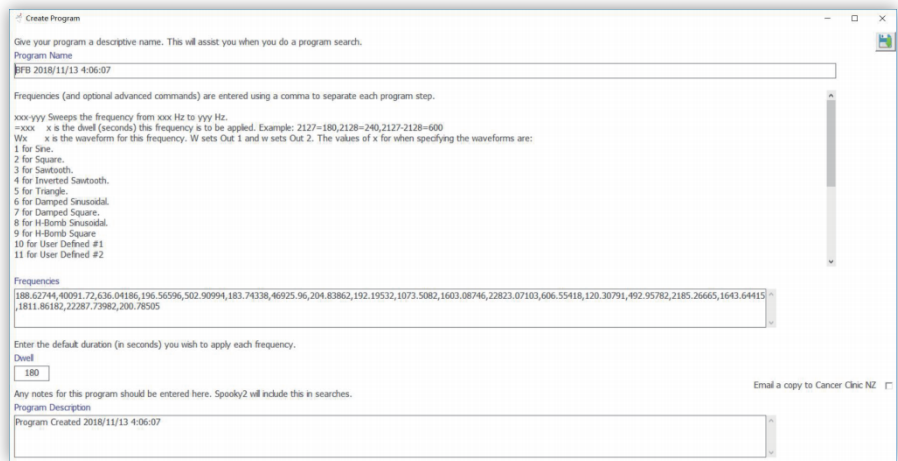 Create Program
Give your program a descriptive name. This will assist you when you do a program search.
Program Name
BFB 2018/11/13 4:06:07
Frequencies (and optional advanced commands) are entered using a comma to separate each program step.
xxx-yyy Sweeps the frequency from xxx Hz to yyy Hz.
=xxx x is the dwell (seconds) this frequency is to be applied. Example: 2127=180,2128=240,2127-2128=600
Wx x is the waveform for this frequency. W sets Out 1 and w sets Out 2. The values of x for when specifying the waveforms are:
1 for Sine.
2 for Square.
3 for Sawtooth.
4 for Inverted Sawtooth.
5 for Triangle.
6 for Damped Sinusoidal.
7 for Damped Square.
8 for H-Bomb Sinusoidal.
9 for H-Bomb Square
10 for User Defined #1
11 for User Defined #2
Frequencies
188.62744,40091.72,636.04186,196.56596,502.90994,183.74338,46925.96,204.83862,192.19532,1073.5082,1603.08746,22823.07103,606.55418,120.30791,492.95782,2185.26665,1643.64415
,1811.86182,22287.73982,200.78505
Enter the default duration (in seconds) you wish to apply each frequency.
Dwell
180
Email a copy to Cancer Clinic NZ
Any notes for this program should be entered here. Spooky2 will include this in searches.
Program Description
Program Created 2018/11/13 4:06:07